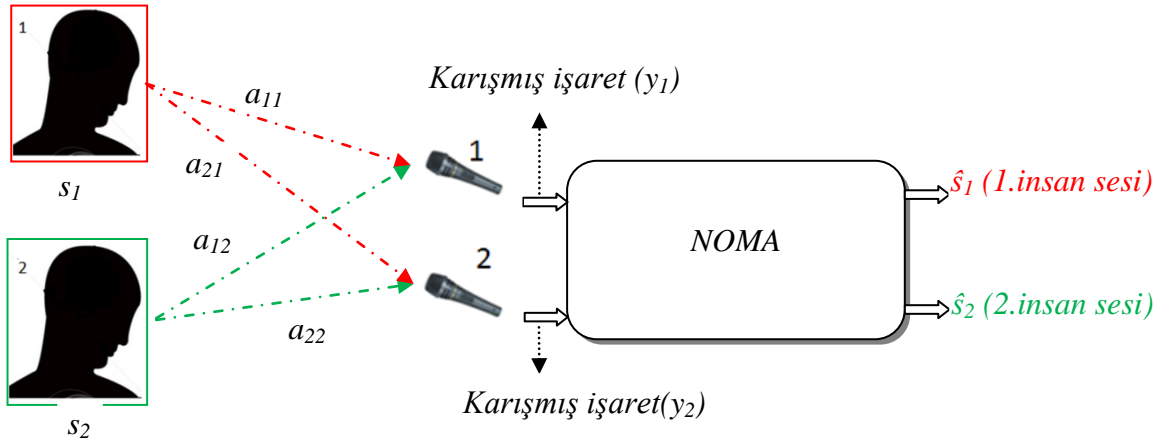 1
s1
2
s2
a11
a21
a12
a22
Karışmış işaret (y1)
1
2
Karışmış işaret(y2)
NOMA
ŝ1 (1.insan sesi)
ŝ2 (2.insan sesi)